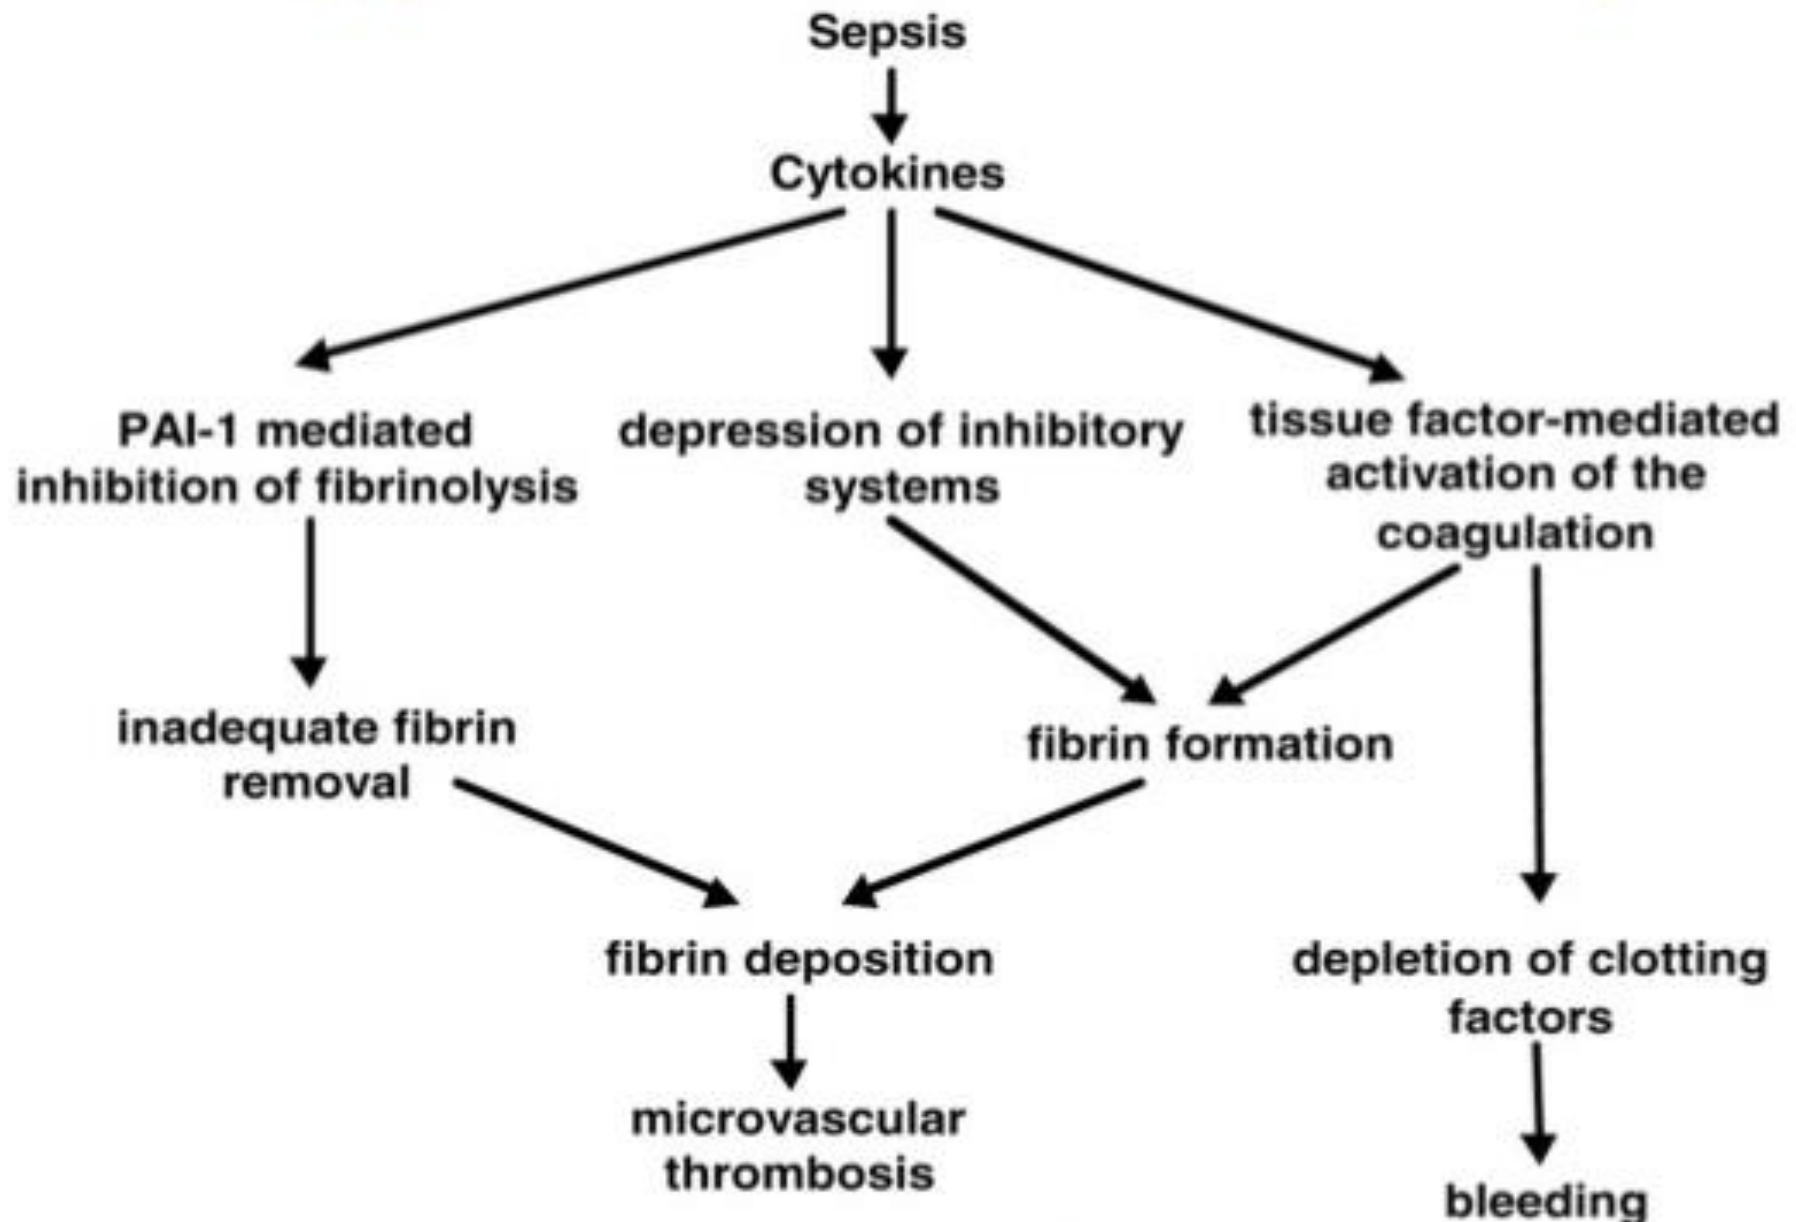 Sepsis
Cytokines
PAI-1 mediated
inhibition of fibrinolysis
depression of inhibitory
systems
tissue factor-mediated
activation of the
coagulation
inadequate fibrin
removal
fibrin formation
fibrin deposition
depletion of clotting
factors
microvascular
thrombosis
bleeding